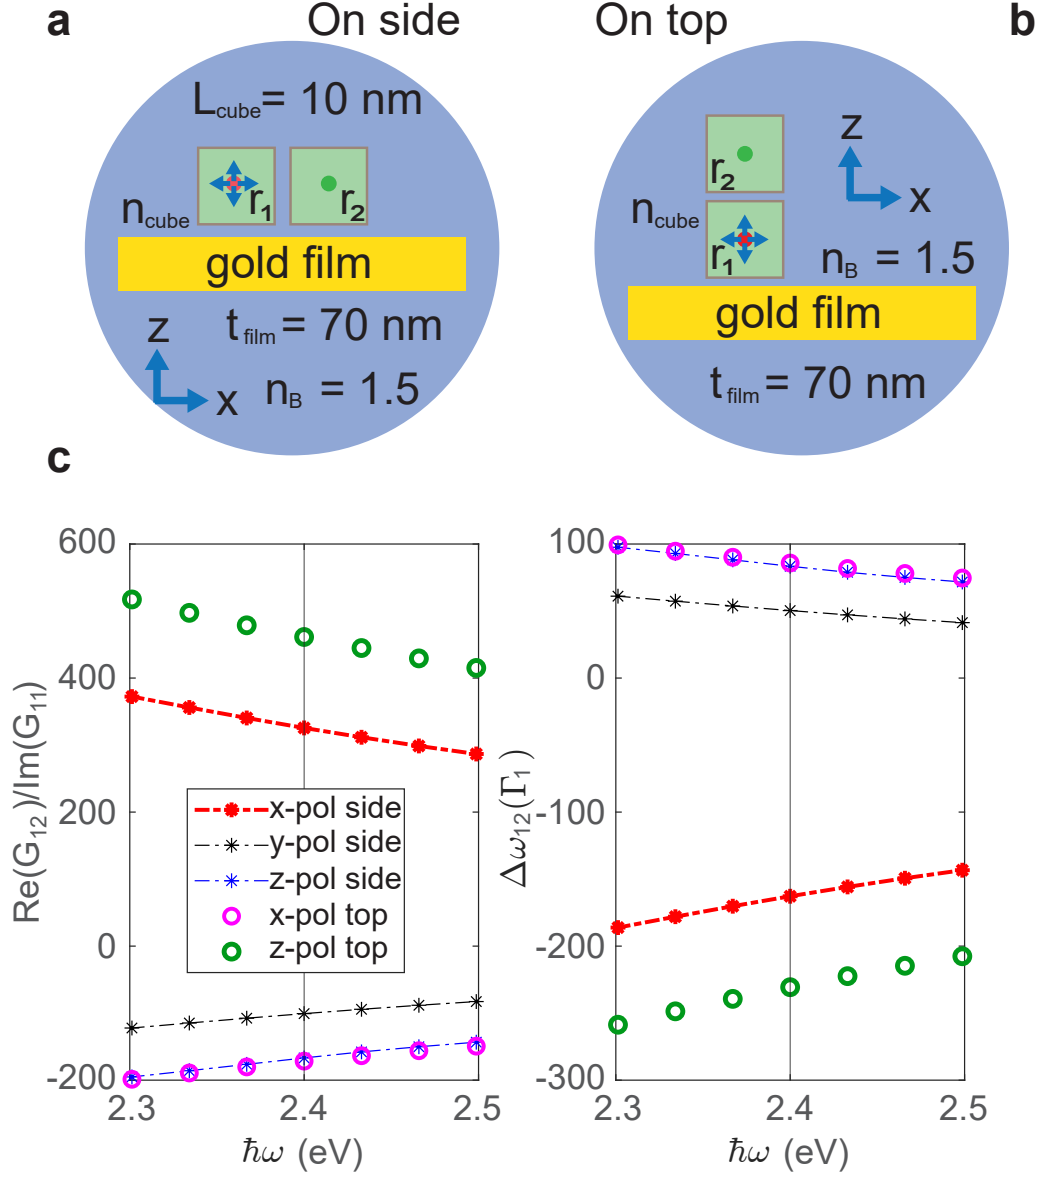 a
On side
On top
b
L_cube = 10 nm
n_cube
r_1
r_2
gold film
t_film = 70 nm
z
x
n_B = 1.5
r_2
z
x
n_cube
r_1
n_B = 1.5
gold film
t_film = 70 nm
c
Re(G_12)/Im(G_11)
600
400
200
0
-200
x-pol side
y-pol side
z-pol side
x-pol top
z-pol top
2.3
2.4
2.5
ħω (eV)
Δω_12(Γ_1)
100
0
-100
-200
-300
2.3
2.4
2.5
ħω (eV)